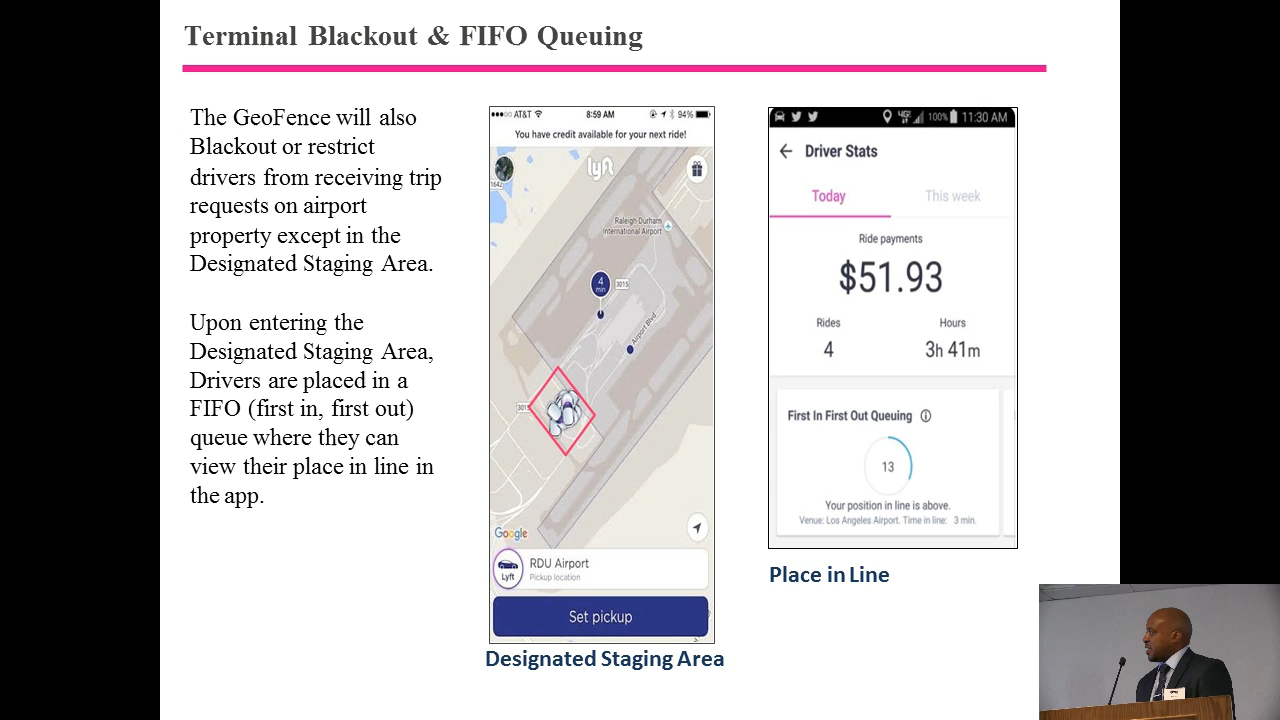 Terminal Blackout & FIFO Queuing
The GeoFence will also
Blackout or restrict
drivers from receiving trip
requests on airport
property except in the
Designated Staging Area.
Upon entering the
Designated Staging Area,
Drivers are placed in a
FIFO (first in, first out)
queue where they can
view their place in line in
the app.
AT&T 8:59 AM 94%
You have credit available for your next ride!
lyft
1642
Raleigh Durham
International Airport
4
min
3015
Airport Blvd
3015
Google
Lyft
RDU Airport
Pickup location
Set pickup
Designated Staging Area
4G 100% 11:30 AM
Driver Stats
Today This week
Ride payments
$51.93
Rides Hours
4 3h 41m
First In First Out Queuing
13
Your position in line is above.
Venue: Los Angeles Airport. Time in line: 3 min.
Place in Line